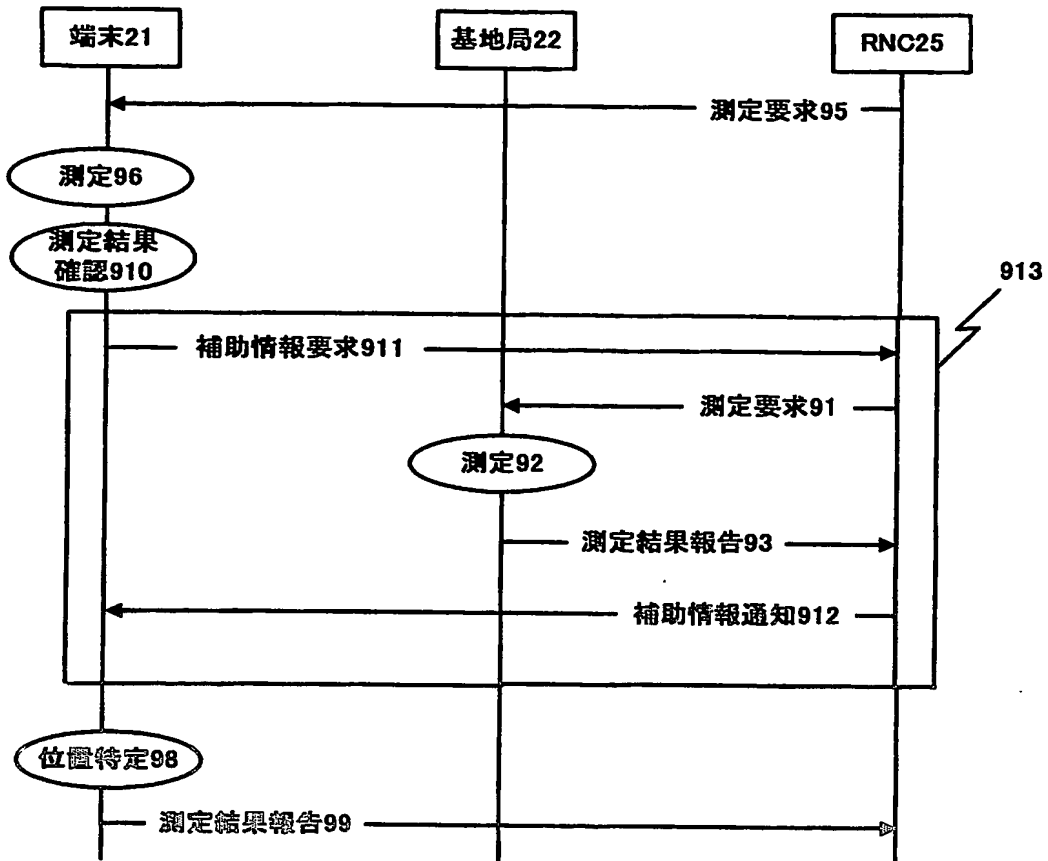 端末21
基地局22
RNC25
測定要求95
測定96
測定結果
確認910
913
補助情報要求911
測定要求91
測定92
測定結果報告93
補助情報通知912
位置特定98
測定結果報告99